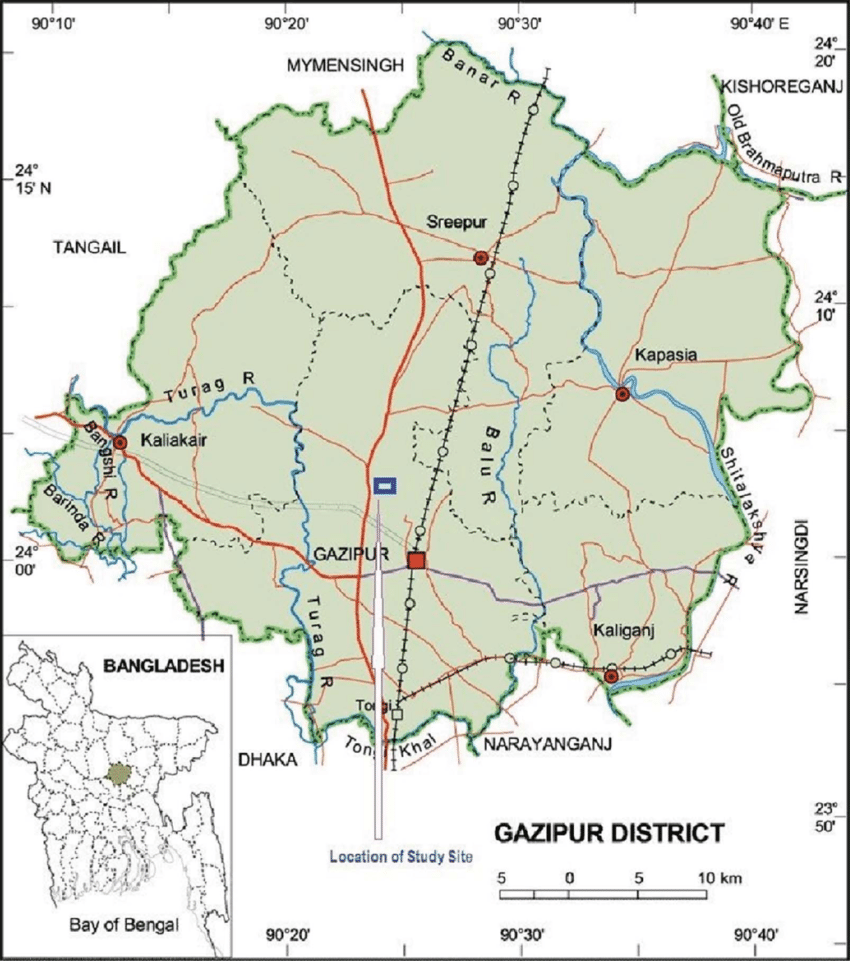 90°10'
90°20'
90°30'
90°40' E
24°
20'
MYMENSINGH
Banar R
KISHOREGANJ
Old Brahmaputra R
24°
15' N
Sreepur
TANGAIL
24°
10'
Kapasia
Turag R
Kaliakair
Bangshi R
Balu R
Shitalakshya R
Barinda R
24°
00'
GAZIPUR
NARSINGDI
Turag R
Kaliganj
BANGLADESH
Tongi
Tongi Khal
DHAKA
NARAYANGANJ
23°
50'
GAZIPUR DISTRICT
Location of Study Site
5 0 5 10 km
Bay of Bengal
90°20'
90°30'
90°40'